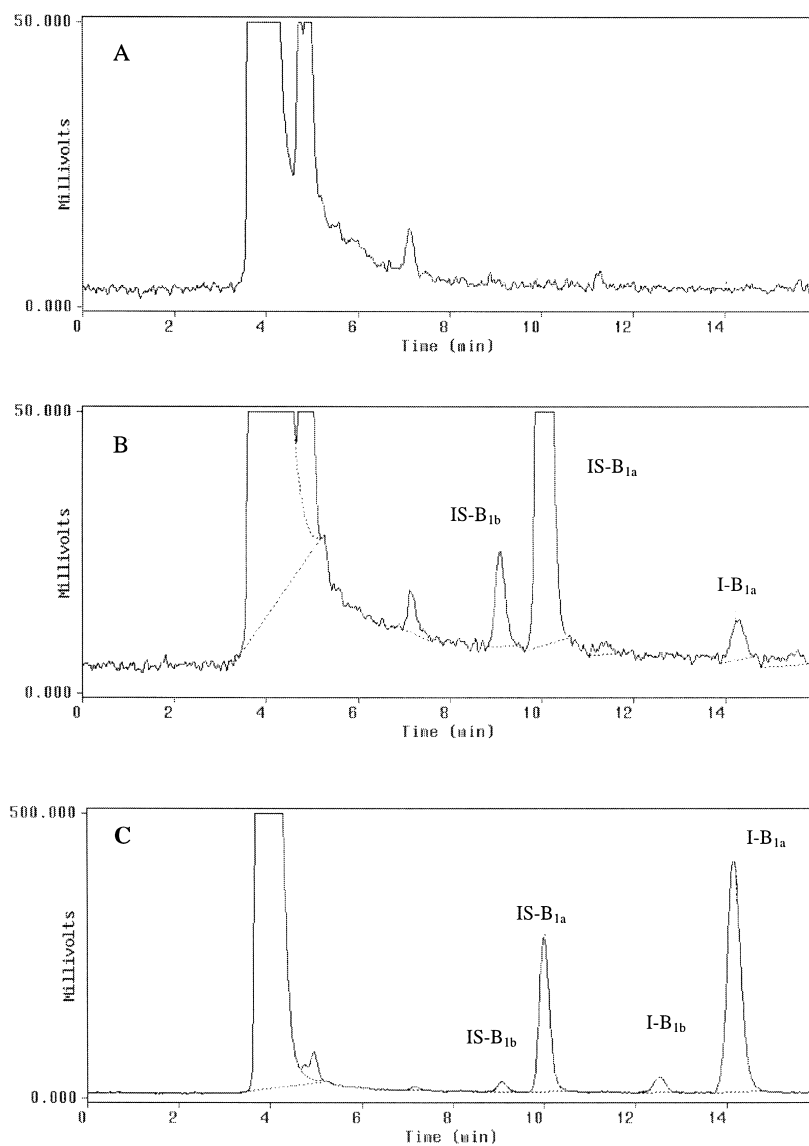 50.000
A
Millivolts
0.000
0 2 4 6 8 10 12 14
Time (min)
50.000
B
IS-B1a
IS-B1b
I-B1a
Millivolts
0.000
0 2 4 6 8 10 12 14
Time (min)
500.000
C
I-B1a
IS-B1a
Millivolts
I-B1b
IS-B1b
0.000
0 2 4 6 8 10 12 14
Time (min)